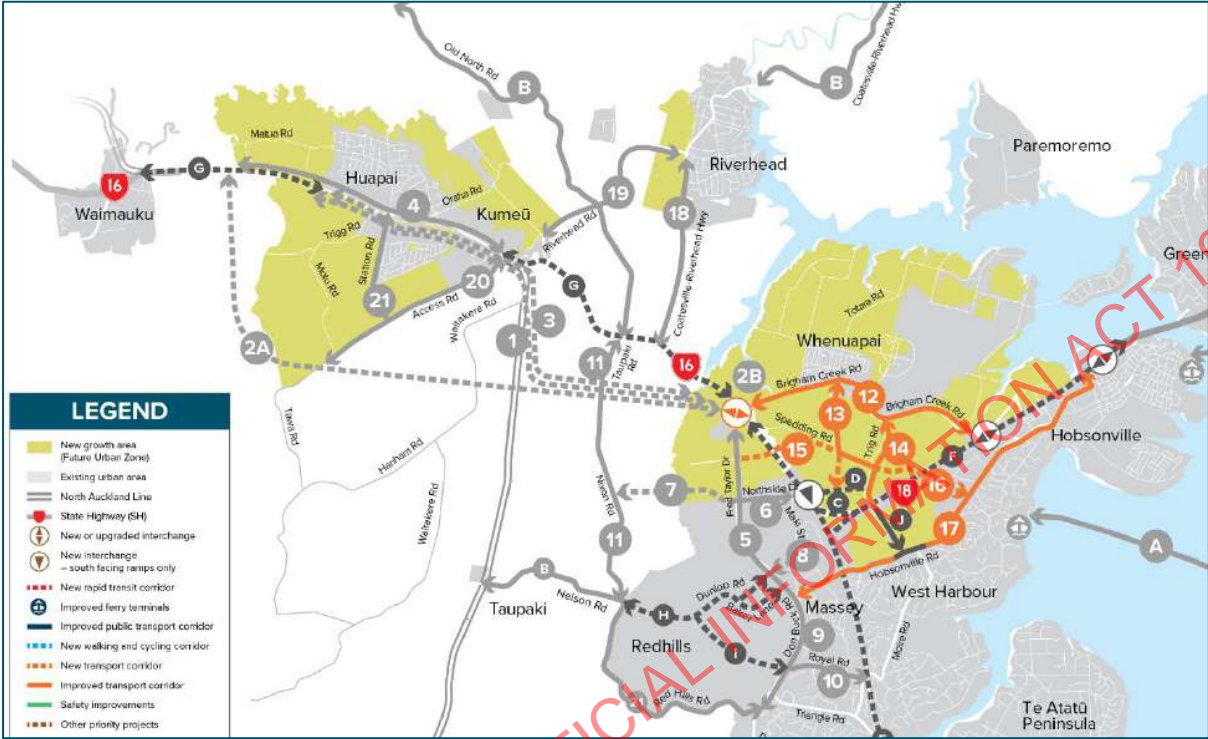 Old North Rd
B
Coatesville-Riverhead Hwy
B
Matua Rd
Riverhead
Paremoremo
G
Huapai
16
Waimauku
4
Oraha Rd
Kumeū
19
18
Riverhead Rd
Coatesville-Riverhead Hwy
Trigg Rd
Motu Rd
Station Rd
21
20
Access Rd
Waitakere Rd
G
Totara Rd
Whenuapai
2A
1
3
11
Taupaki Rd
16
2B
Brigham Creek Rd
12
Brigham Creek Rd
13
Spedding Rd
Trig Rd
14
15
Hobsonville
F
D
16
18
7
Northside Dr
C
6
J
17
Fred Taylor Dr
Maki St
5
8
Hobsonville Rd
A
Tawa Rd
Hanham Rd
Waitakere Rd
Nixon Rd
11
B
Nelson Rd
Taupaki
Dunlop Rd
Baker Lane
Massey
West Harbour
H
Don Buck Rd
9
Redhills
I
Royal Rd
10
Red Hills Rd
Triangle Rd
Te Atatū
Peninsula
LEGEND
New growth area
(Future Urban Zone)
Existing urban area
North Auckland Line
State Highway (SH)
New or upgraded interchange
New interchange
– south facing ramps only
New rapid transit corridor
Improved ferry terminals
Improved public transport corridor
New walking and cycling corridor
New transport corridor
Improved transport corridor
Safety improvements
Other priority projects
OFFICIAL INFORMATION ACT